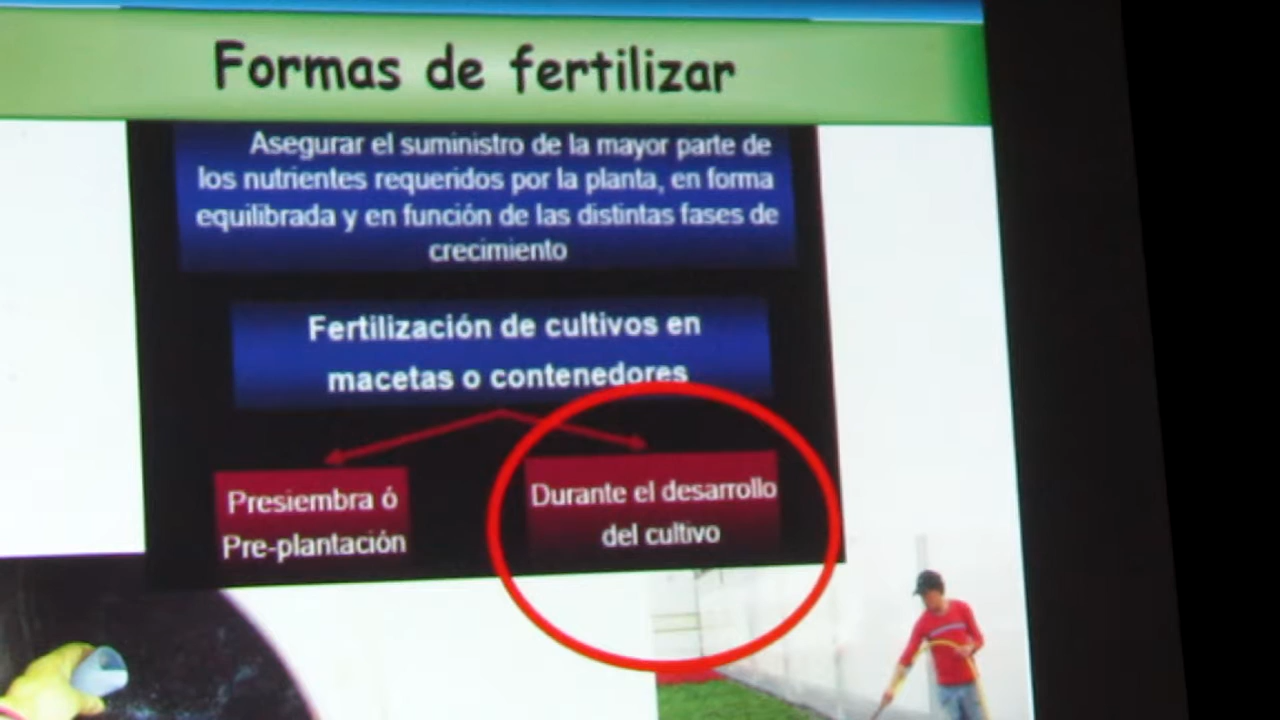 Formas de fertilizar
Asegurar el suministro de la mayor parte de
los nutrientes requeridos por la planta, en forma
equilibrada y en función de las distintas fases de
crecimiento
Fertilización de cultivos en
macetas o contenedores
Presiembra ó
Pre-plantación
Durante el desarrollo
del cultivo